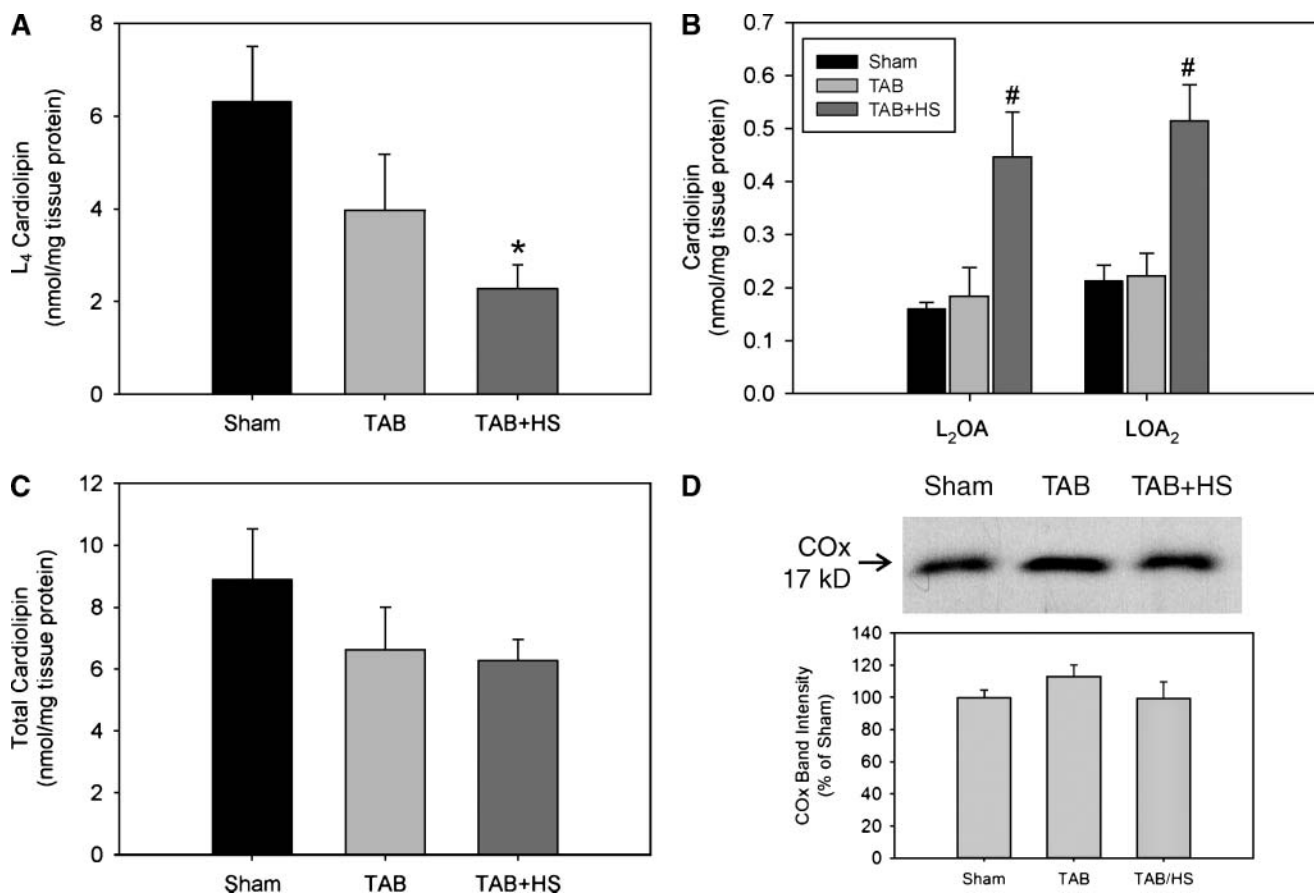 A
L₄ Cardiolipin
(nmol/mg tissue protein)
8
6
4
2
0
*
Sham TAB TAB+HS
B
Cardiolipin
(nmol/mg tissue protein)
0.7
0.6
0.5
0.4
0.3
0.2
0.1
0.0
Sham
TAB
TAB+HS
#
#
L₂OA LOA₂
C
Total Cardiolipin
(nmol/mg tissue protein)
12
10
8
6
4
2
0
Sham TAB TAB+HS
D
Sham TAB TAB+HS
COx
17 kD
COx Band Intensity
(% of Sham)
140
120
100
80
60
40
20
0
Sham TAB TAB/HS